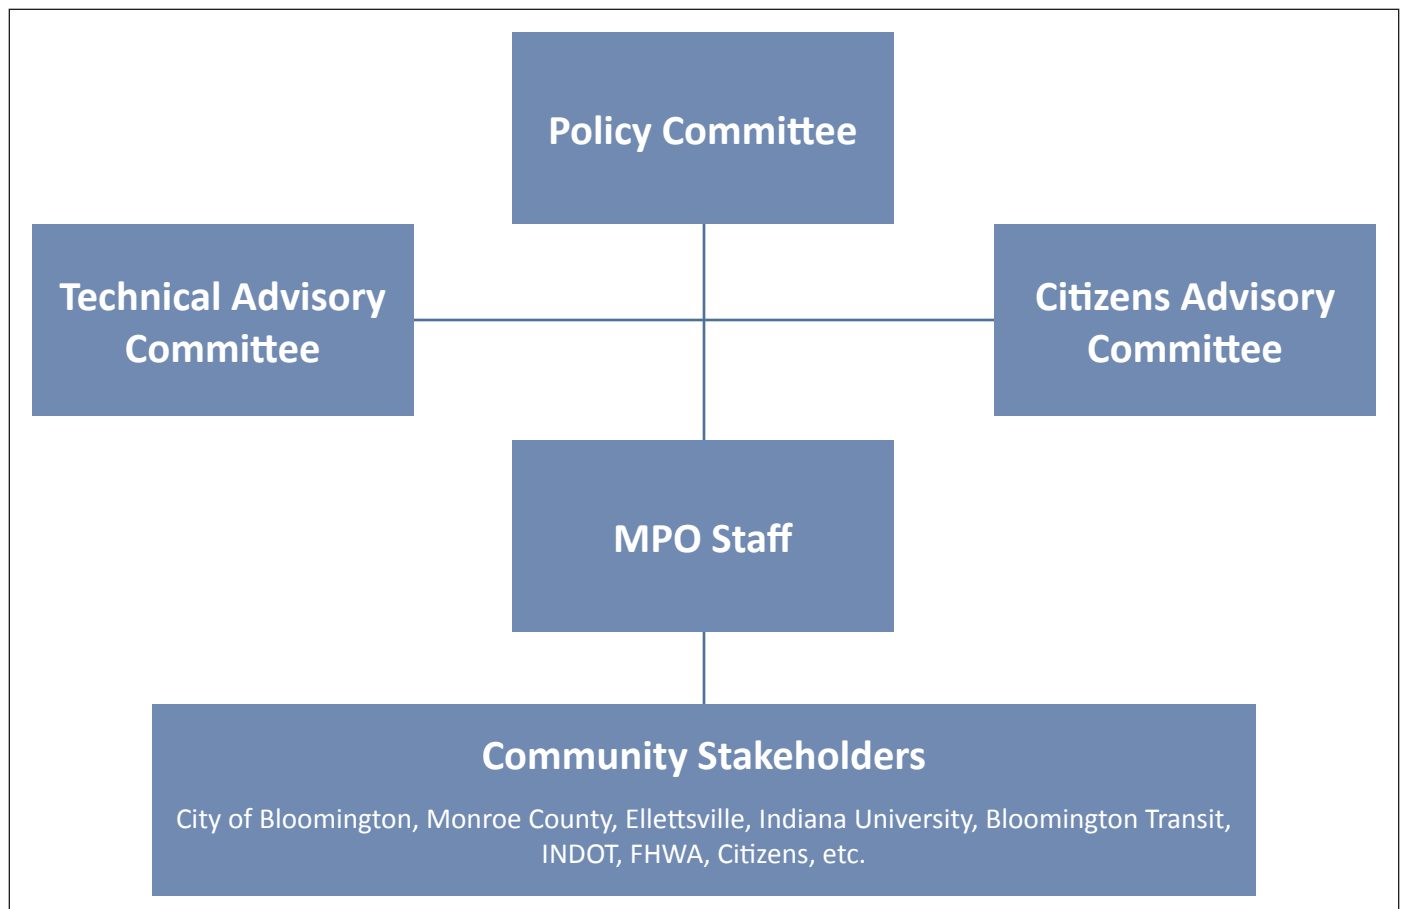 Policy Committee
Technical Advisory
Committee
Citizens Advisory
Committee
MPO Staff
Community Stakeholders
City of Bloomington, Monroe County, Ellettsville, Indiana University, Bloomington Transit,
INDOT, FHWA, Citizens, etc.